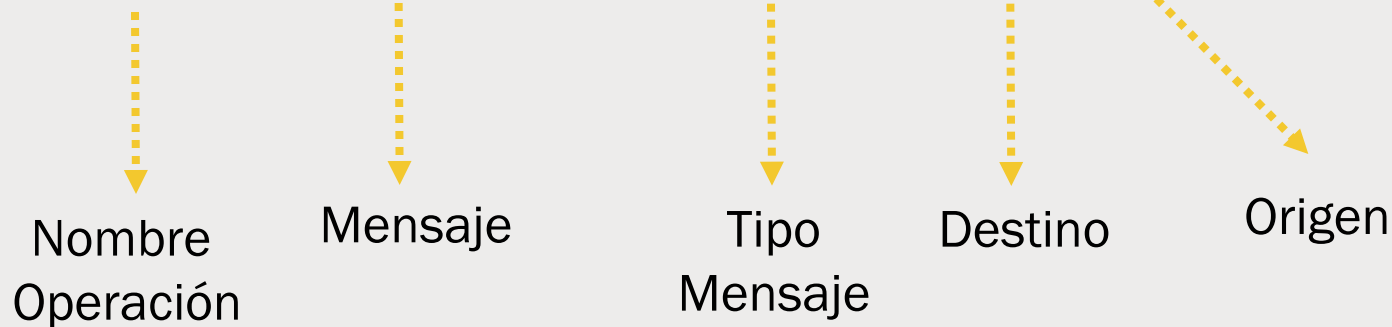 Nombre
Operación
Mensaje
Tipo
Mensaje
Destino
Origen